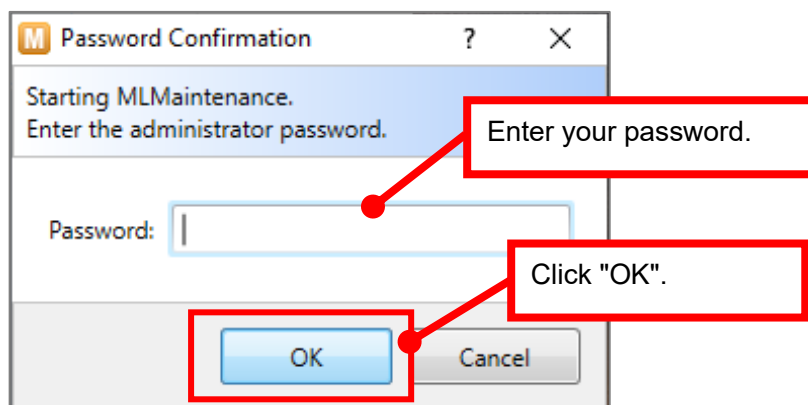 M Password Confirmation ? ×
Starting MLMaintenance.
Enter the administrator password.
Enter your password.
Password:
Click "OK".
OK Cancel